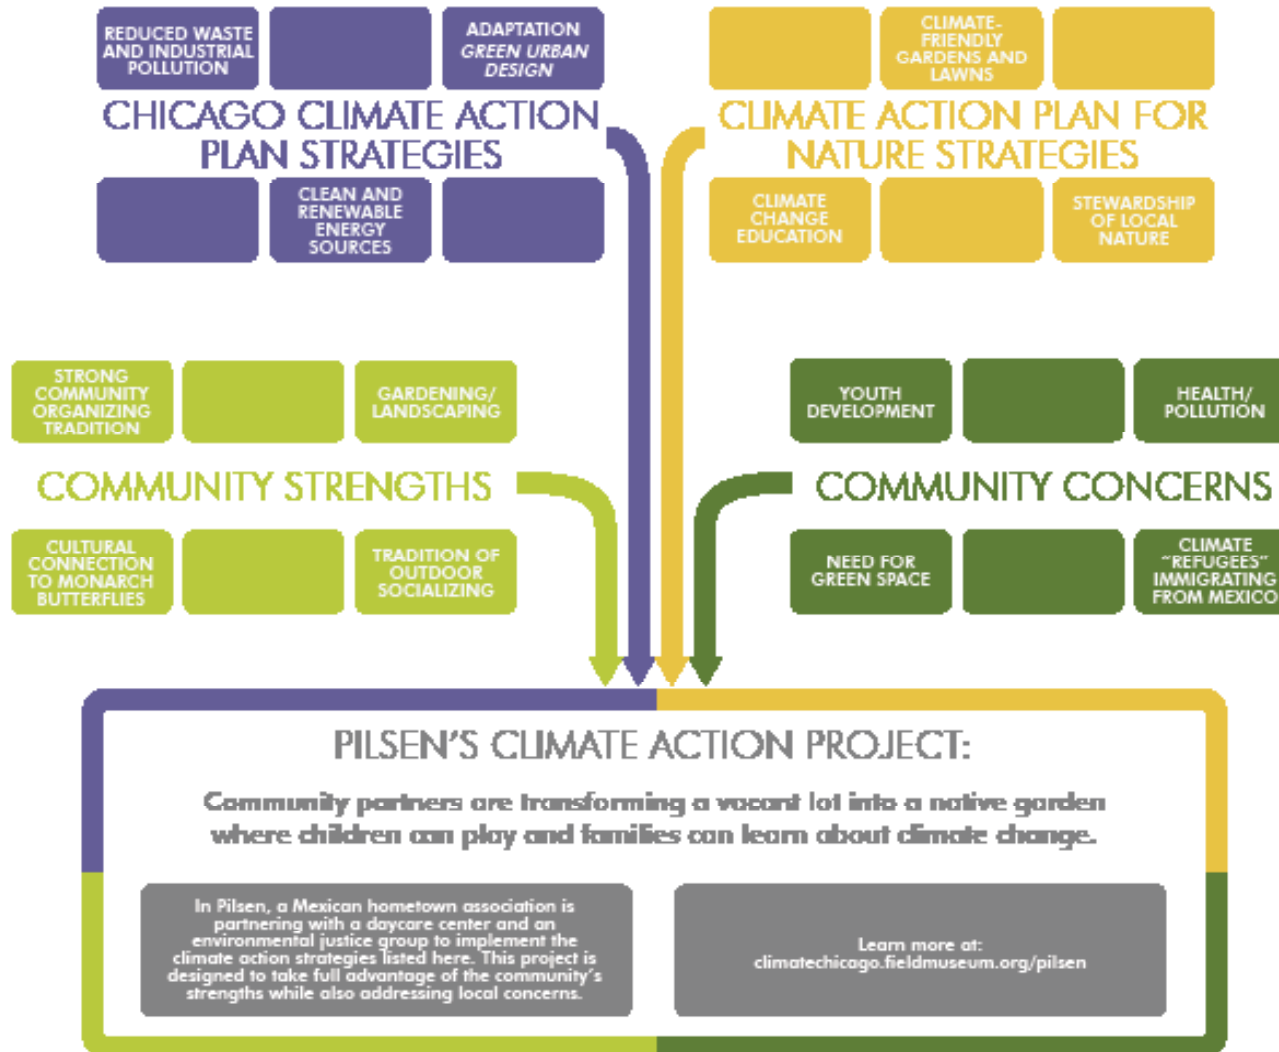 REDUCED WASTE
AND INDUSTRIAL
POLLUTION
ADAPTATION
GREEN URBAN
DESIGN
CHICAGO CLIMATE ACTION
PLAN STRATEGIES
CLEAN AND
RENEWABLE
ENERGY
SOURCES
CLIMATE-
FRIENDLY
GARDENS AND
LAWNS
CLIMATE ACTION PLAN FOR
NATURE STRATEGIES
CLIMATE
CHANGE
EDUCATION
STEWARDSHIP
OF LOCAL
NATURE
STRONG
COMMUNITY
ORGANIZING
TRADITION
GARDENING/
LANDSCAPING
COMMUNITY STRENGTHS
CULTURAL
CONNECTION
TO MONARCH
BUTTERFLIES
TRADITION OF
OUTDOOR
SOCIALIZING
YOUTH
DEVELOPMENT
HEALTH/
POLLUTION
COMMUNITY CONCERNS
NEED FOR
GREEN SPACE
CLIMATE
"REFUGEES"
IMMIGRATING
FROM MEXICO
PILSEN'S CLIMATE ACTION PROJECT:
Community partners are transforming a vacant lot into a native garden
where children can play and families can learn about climate change.
In Pilsen, a Mexican hometown association is
partnering with a daycare center and an
environmental justice group to implement the
climate action strategies listed here. This project is
designed to take full advantage of the community's
strengths while also addressing local concerns.
Learn more at:
climatechicago.fieldmuseum.org/pilsen